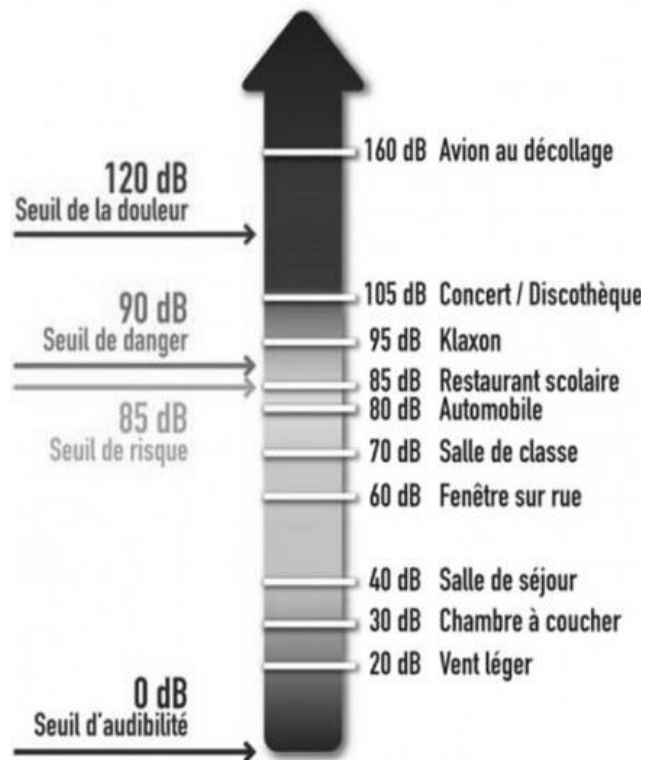 160 dB Avion au décollage
120 dB
Seuil de la douleur
105 dB Concert / Discothèque
90 dB
Seuil de danger
95 dB Klaxon
85 dB Restaurant scolaire
80 dB Automobile
85 dB
Seuil de risque
70 dB Salle de classe
60 dB Fenêtre sur rue
40 dB Salle de séjour
30 dB Chambre à coucher
20 dB Vent léger
0 dB
Seuil d'audibilité